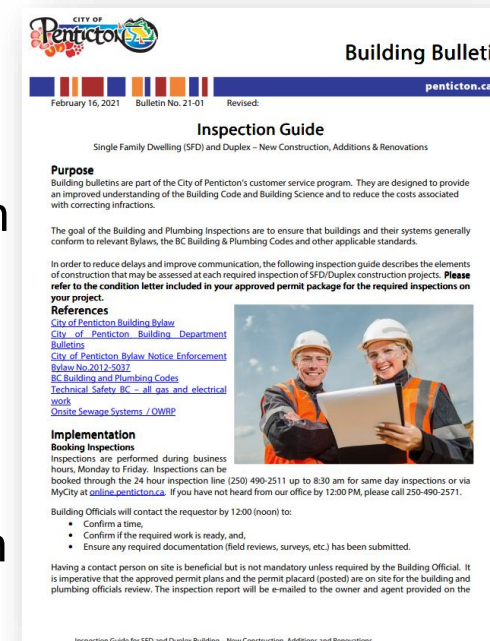 CITY OF
Penticton
Building Bulleti
penticton.ca
February 16, 2021 Bulletin No. 21-01 Revised:
Inspection Guide
Single Family Dwelling (SFD) and Duplex – New Construction, Additions & Renovations
Purpose
Building bulletins are part of the City of Penticton's customer service program. They are designed to provide
an improved understanding of the Building Code and Building Science and to reduce the costs associated
with correcting infractions.
n
The goal of the Building and Plumbing Inspections are to ensure that buildings and their systems generally
conform to relevant Bylaws, the BC Building & Plumbing Codes and other applicable standards.
In order to reduce delays and improve communication, the following inspection guide describes the elements
of construction that may be assessed at each required inspection of SFD/Duplex construction projects. Please
refer to the condition letter included in your approved permit package for the required inspections on
your project.
References
City of Penticton Building Bylaw
City of Penticton Building Department
Bulletins
City of Penticton Bylaw Notice Enforcement
Bylaw No.2012-5037
BC Building and Plumbing Codes
Technical Safety BC – all gas and electrical
work
Onsite Sewage Systems / OWRP
Implementation
Booking Inspections
Inspections are performed during business
hours, Monday to Friday. Inspections can be
booked through the 24 hour inspection line (250) 490-2511 up to 8:30 am for same day inspections or via
MyCity at online.penticton.ca. If you have not heard from our office by 12:00 PM, please call 250-490-2571.
n
Building Officials will contact the requestor by 12:00 (noon) to:
• Confirm a time,
• Confirm if the required work is ready, and,
• Ensure any required documentation (field reviews, surveys, etc.) has been submitted.
Having a contact person on site is beneficial but is not mandatory unless required by the Building Official. It
is imperative that the approved permit plans and the permit placard (posted) are on site for the building and
plumbing officials review. The inspection report will be e-mailed to the owner and agent provided on the
Inspection Guide for SFD and Duplex Building – New Construction, Additions and Renovations